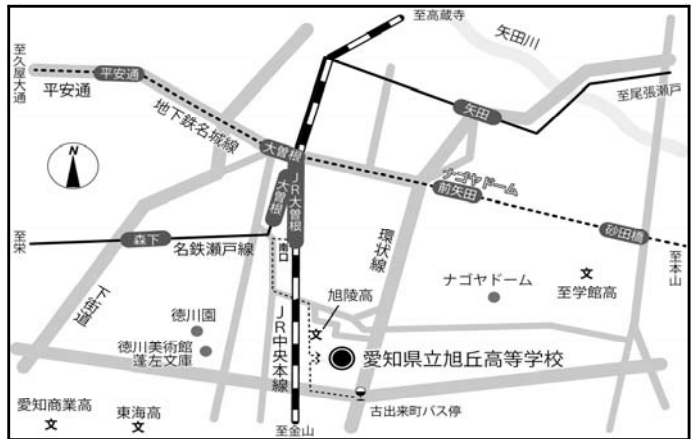 至高蔵寺
矢田川
至久屋大通
平安通
平安通
地下鉄名城線
矢田
至尾張瀬戸
N
大曽根
大曽根
JR大曽根
ナゴヤドーム
前矢田
砂田橋
至栄
森下
名鉄瀬戸線
南口
環状線
至本山
ナゴヤドーム
文
至学館高
下街道
旭陵高
徳川園
JR中央本線
文
徳川美術館
蓬左文庫
文
愛知県立旭丘高等学校
愛知商業高
文
東海高
文
古出来町バス停
至金山